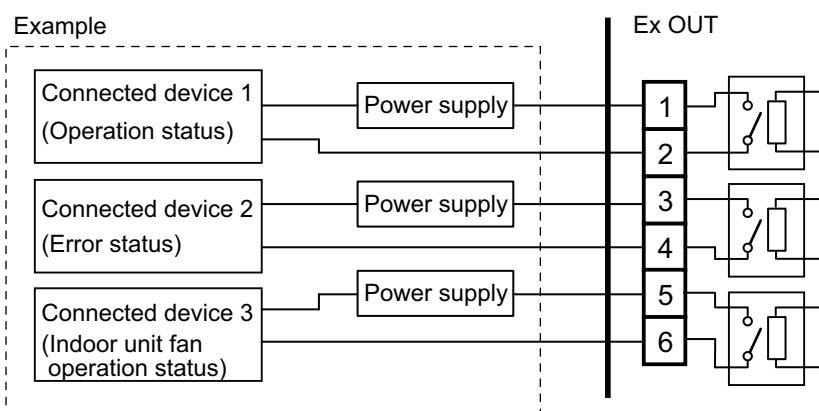 Example
Ex OUT
Connected device 1
(Operation status)
Power supply
1
2
Connected device 2
(Error status)
Power supply
3
4
Connected device 3
(Indoor unit fan
operation status)
Power supply
5
6